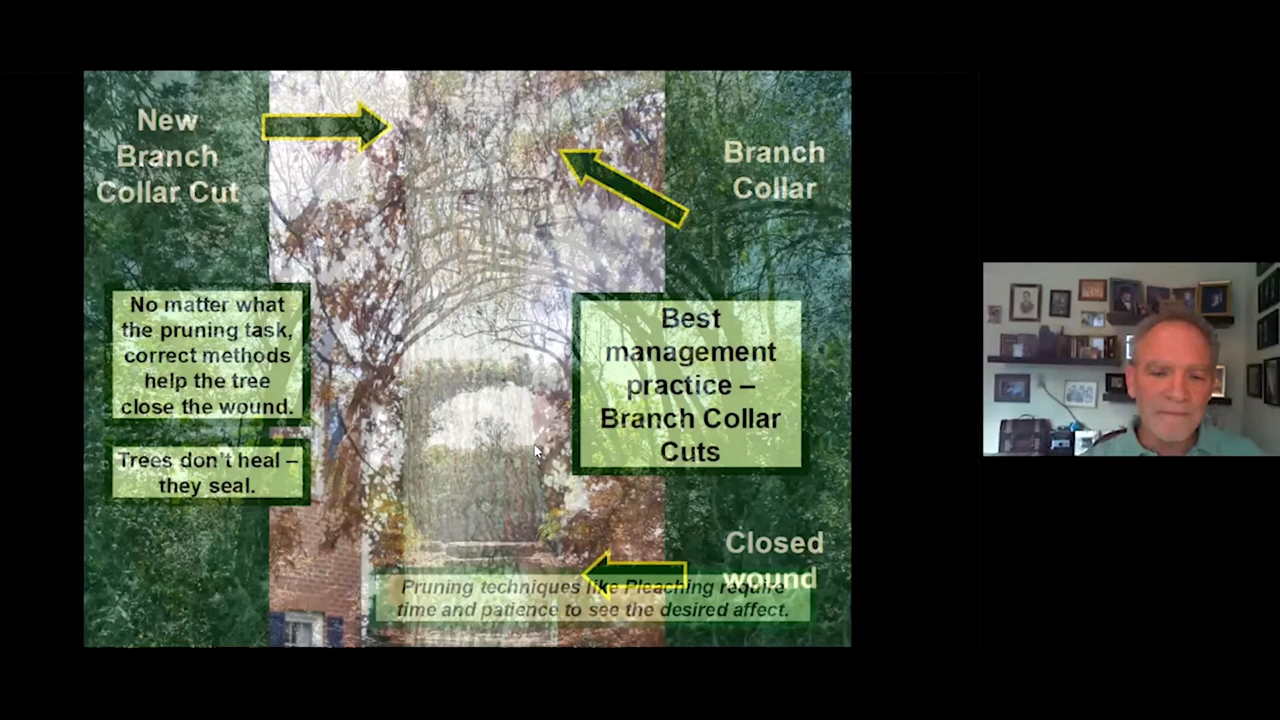 New
Branch
Collar Cut
Branch
Collar
No matter what
the pruning task,
correct methods
help the tree
close the wound.
Trees don't heal –
they seal.
Best
management
practice –
Branch Collar
Cuts
Closed
wound
Pruning techniques like Pleaching require
time and patience to see the desired affect.